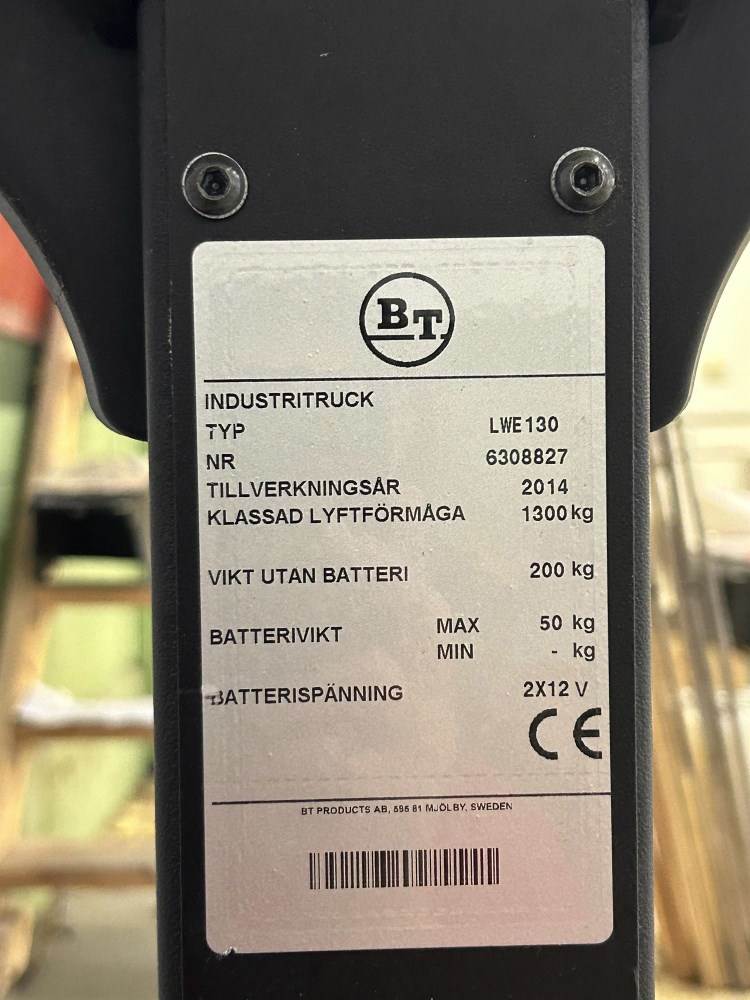 BT
INDUSTRITRUCK
TYP LWE130
NR 6308827
TILLVERKNINGSÅR 2014
KLASSAD LYFTFÖRMÅGA 1300 kg
VIKT UTAN BATTERI 200 kg
BATTERIVIKT MAX 50 kg
MIN - kg
BATTERISPÄNNING 2X12 V
CE
BT PRODUCTS AB, 595 81 MJÖLBY, SWEDEN